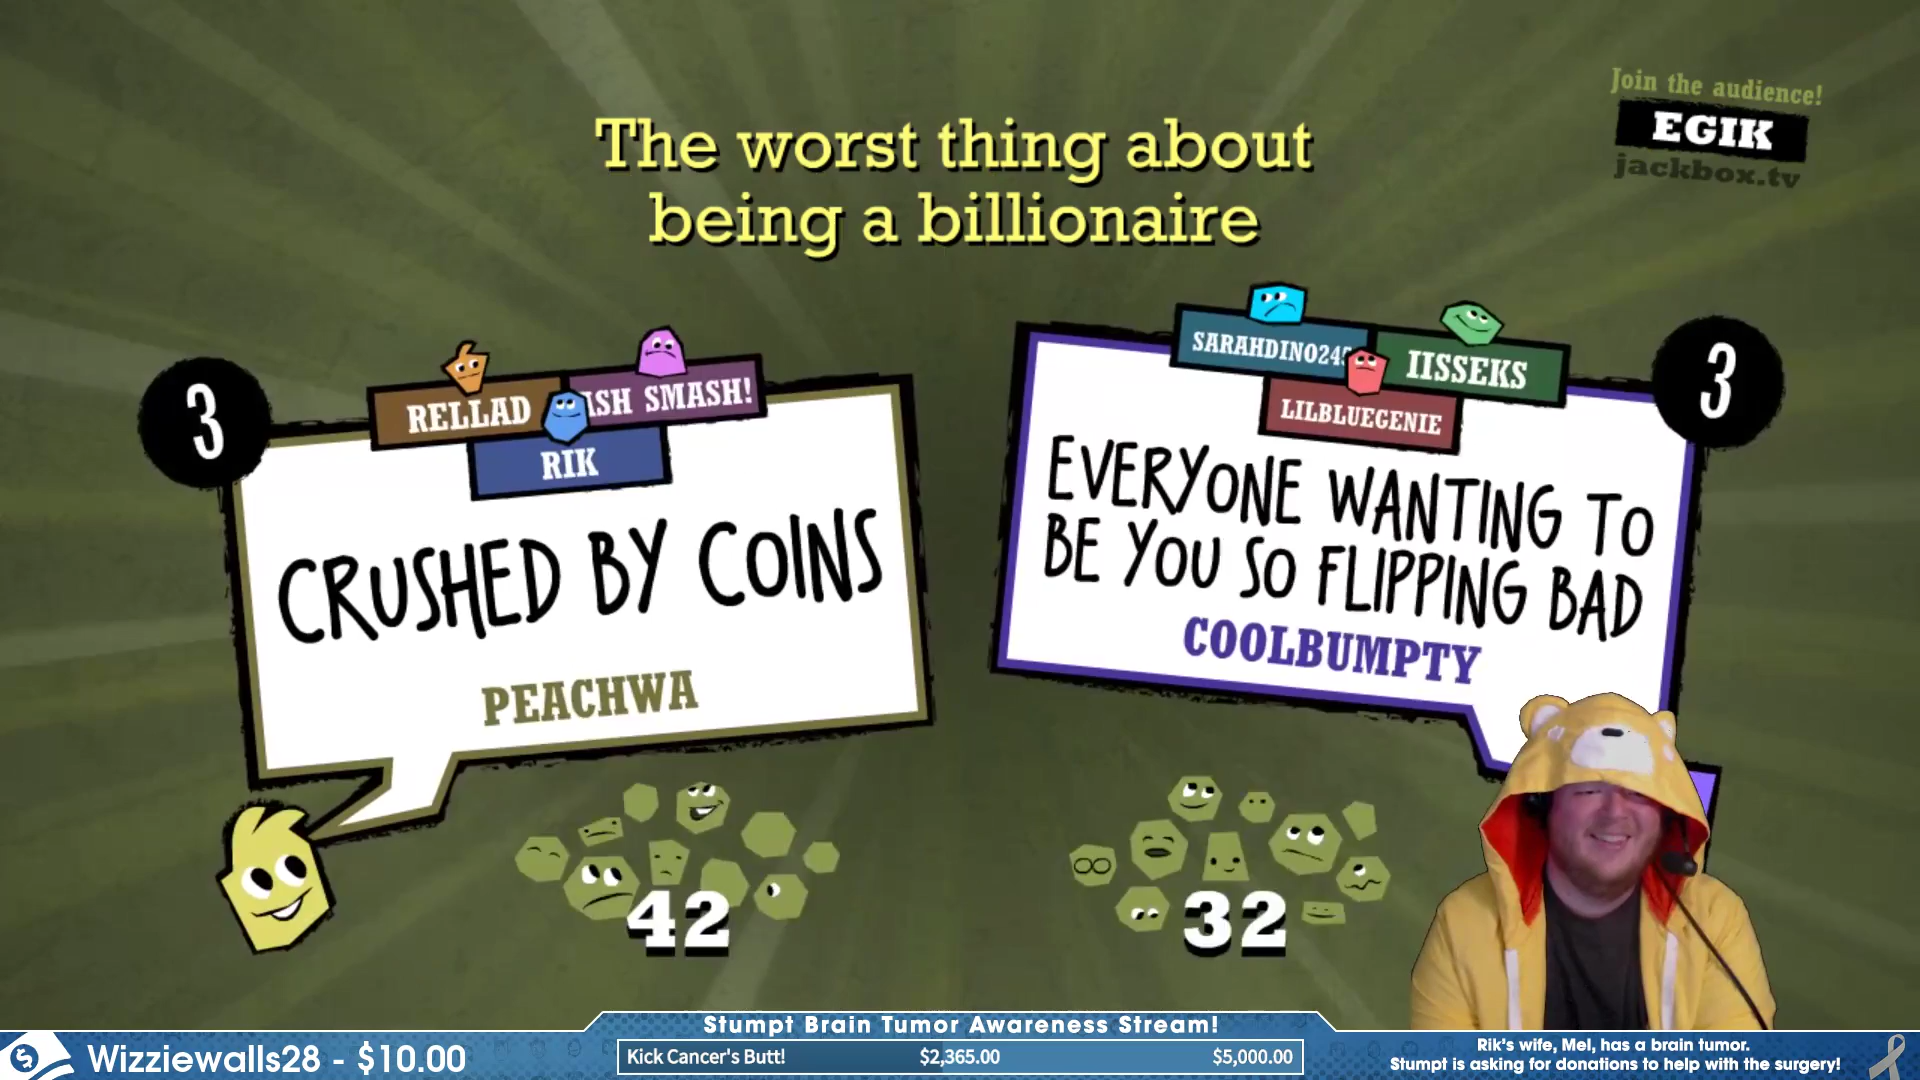 Join the audience!
EGIK
jackbox.tv
The worst thing about
being a billionaire
3
RELLAD
SMASH!
RIK
CRUSHED BY COINS
PEACHWA
42
SARAHDINO24
IISSEKS
LILBLUEGENIE
3
EVERYONE WANTING TO
BE YOU SO FLIPPING BAD
COOLBUMPTY
32
Stumpt Brain Tumor Awareness Stream!
Wizziewalls28 - $10.00
Kick Cancer's Butt! $2,365.00 $5,000.00
Rik's wife, Mel, has a brain tumor.
Stumpt is asking for donations to help with the surgery!